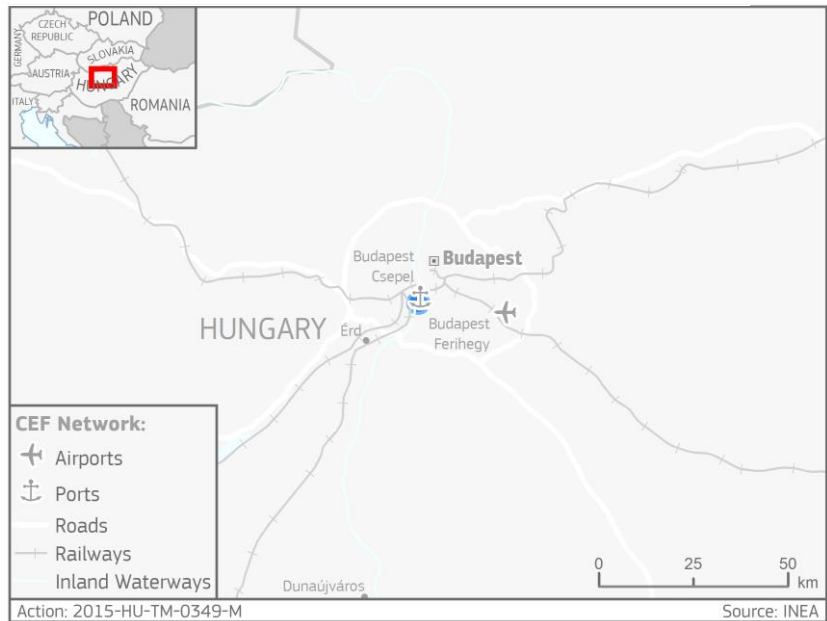 POLAND
CZECH
REPUBLIC
GERMANY
SLOVAKIA
AUSTRIA
HUNGARY
ITALY
ROMANIA
Budapest
Csepel
Budapest
HUNGARY
Érd
Budapest
Ferihegy
CEF Network:
Airports
Ports
Roads
Railways
Inland Waterways
Dunaújváros
0 25 50
km
Action: 2015-HU-TM-0349-M
Source: INEA